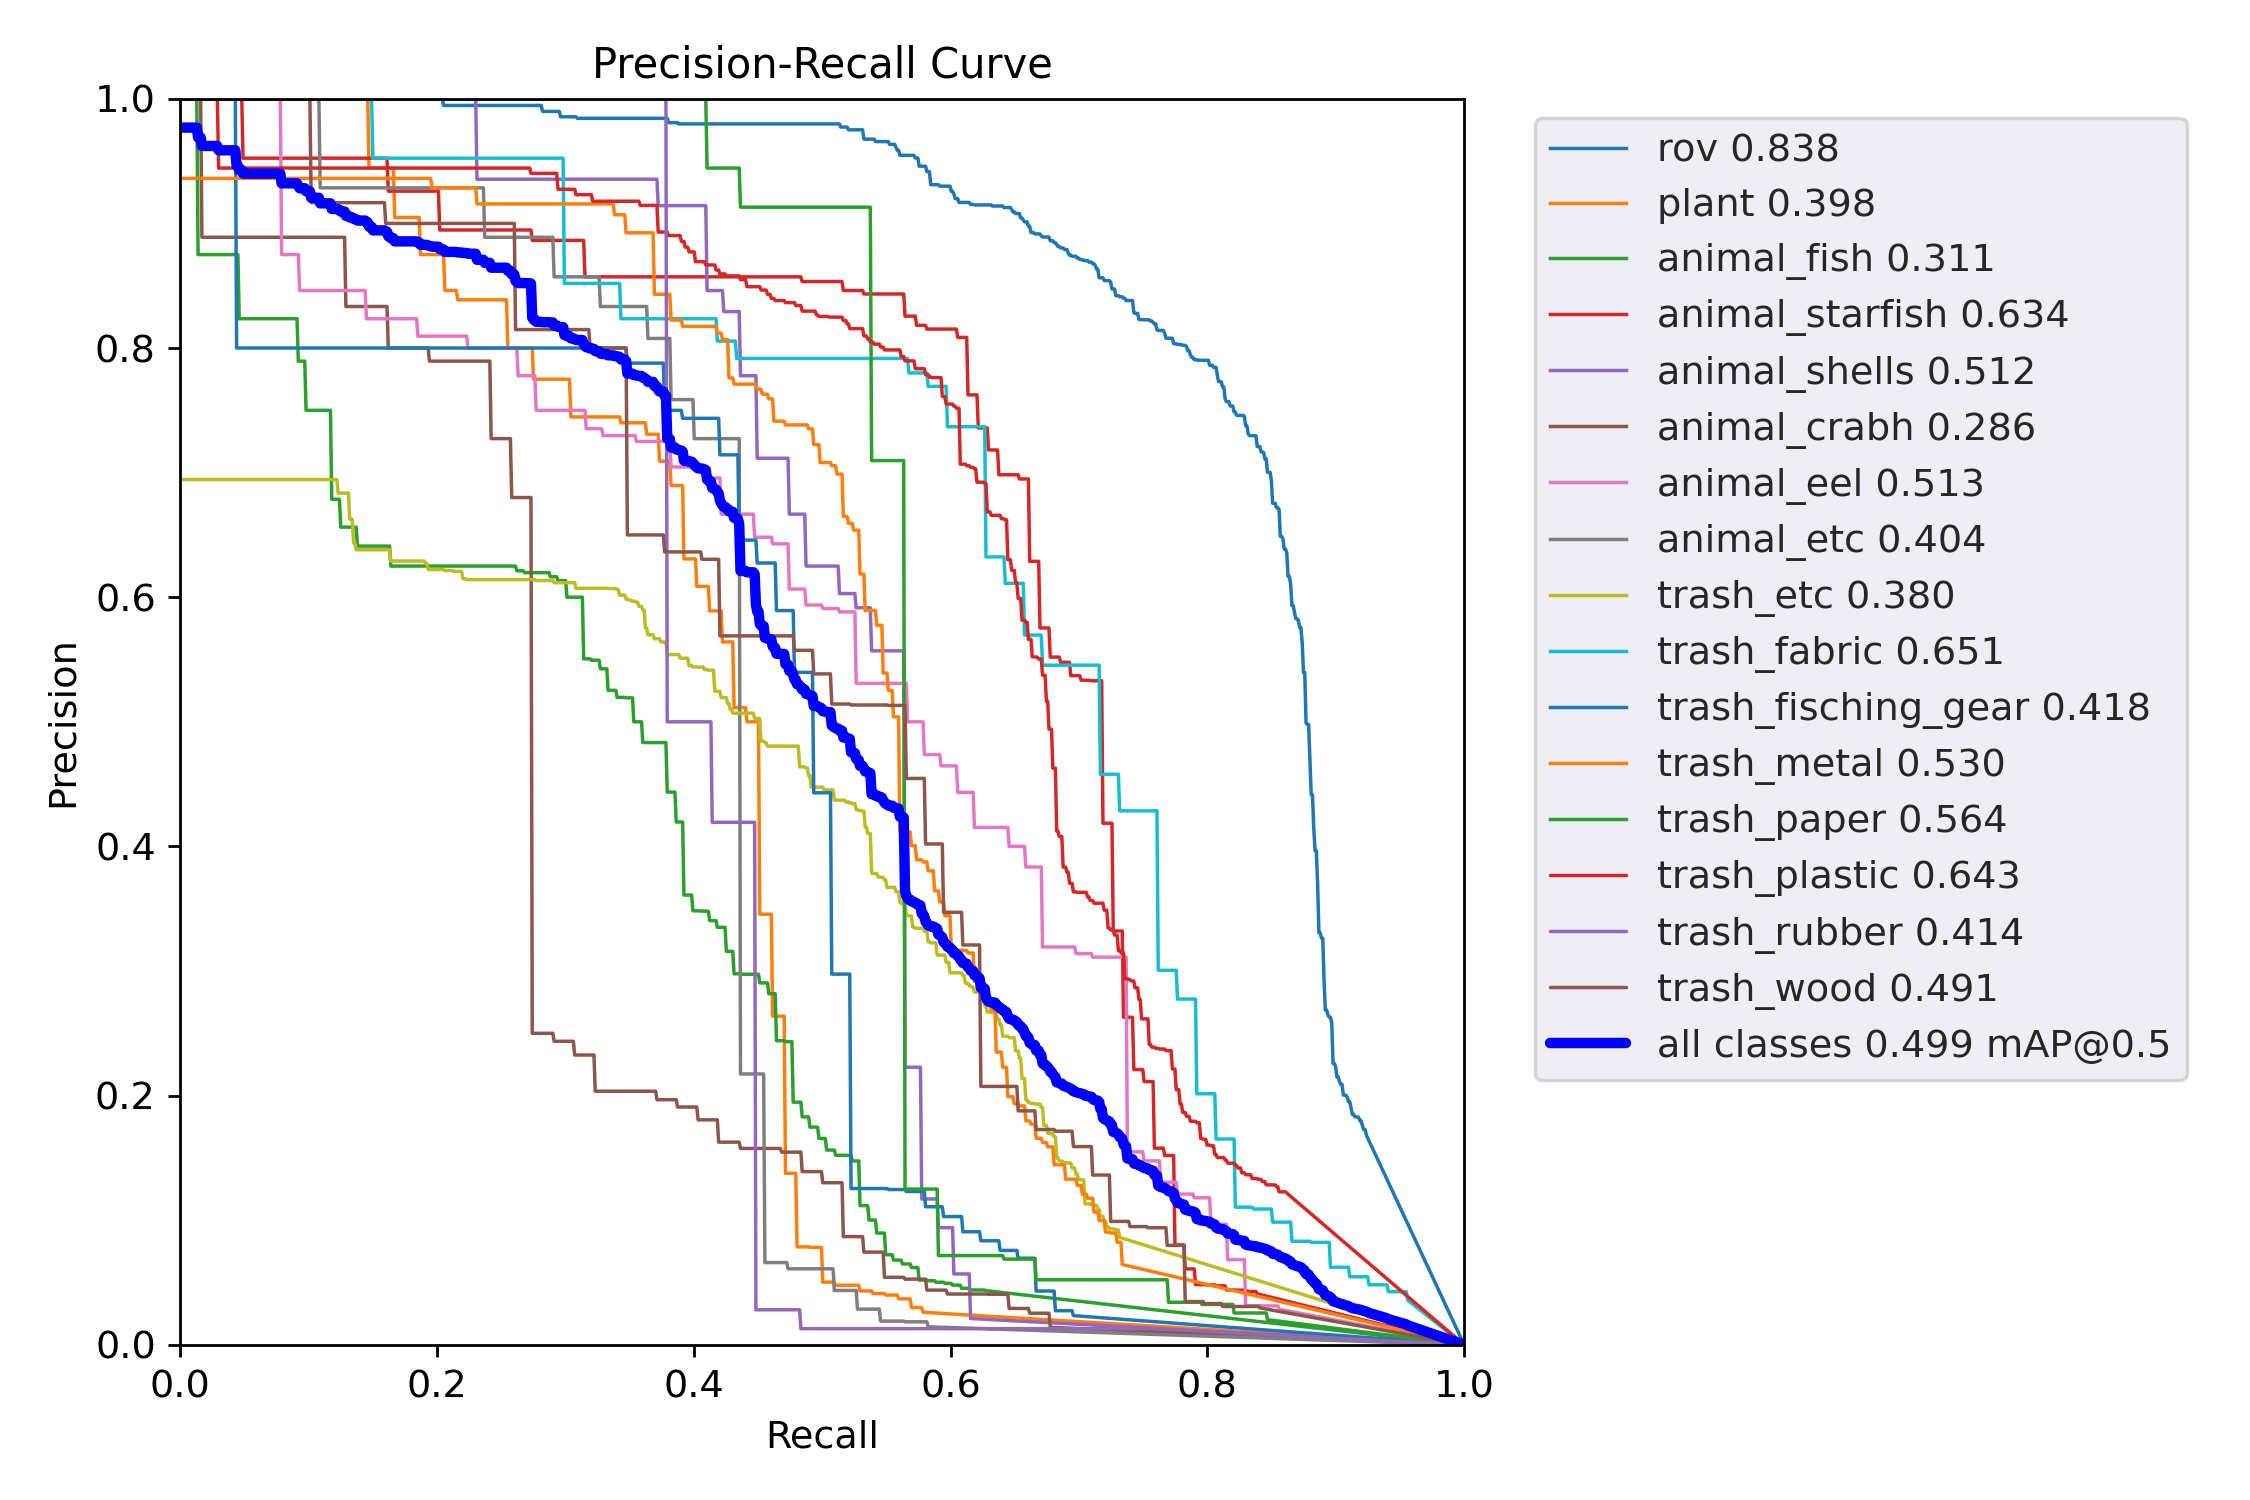 Precision-Recall Curve
1.0
0.8
0.6
0.4
0.2
0.0
Precision
0.0 0.2 0.4 0.6 0.8 1.0
Recall
rov 0.838
plant 0.398
animal_fish 0.311
animal_starfish 0.634
animal_shells 0.512
animal_crabh 0.286
animal_eel 0.513
animal_etc 0.404
trash_etc 0.380
trash_fabric 0.651
trash_fisching_gear 0.418
trash_metal 0.530
trash_paper 0.564
trash_plastic 0.643
trash_rubber 0.414
trash_wood 0.491
all classes 0.499 mAP@0.5